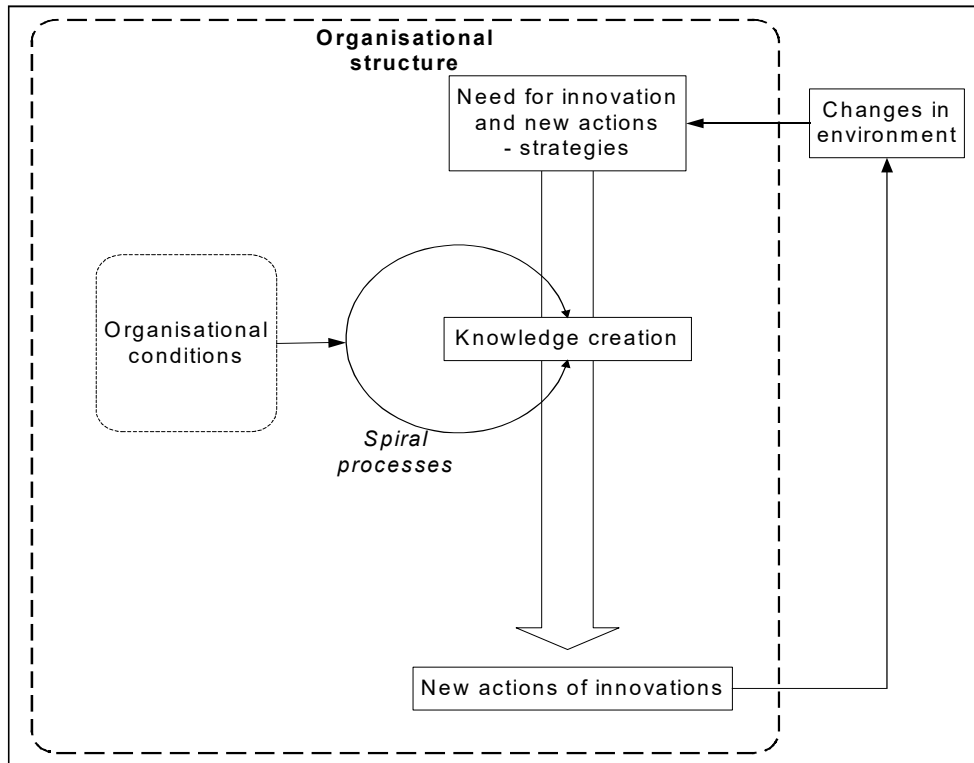 Organisational
structure
Need for innovation
and new actions
- strategies
Changes in
environment
Organisational
conditions
Knowledge creation
Spiral
processes
New actions of innovations